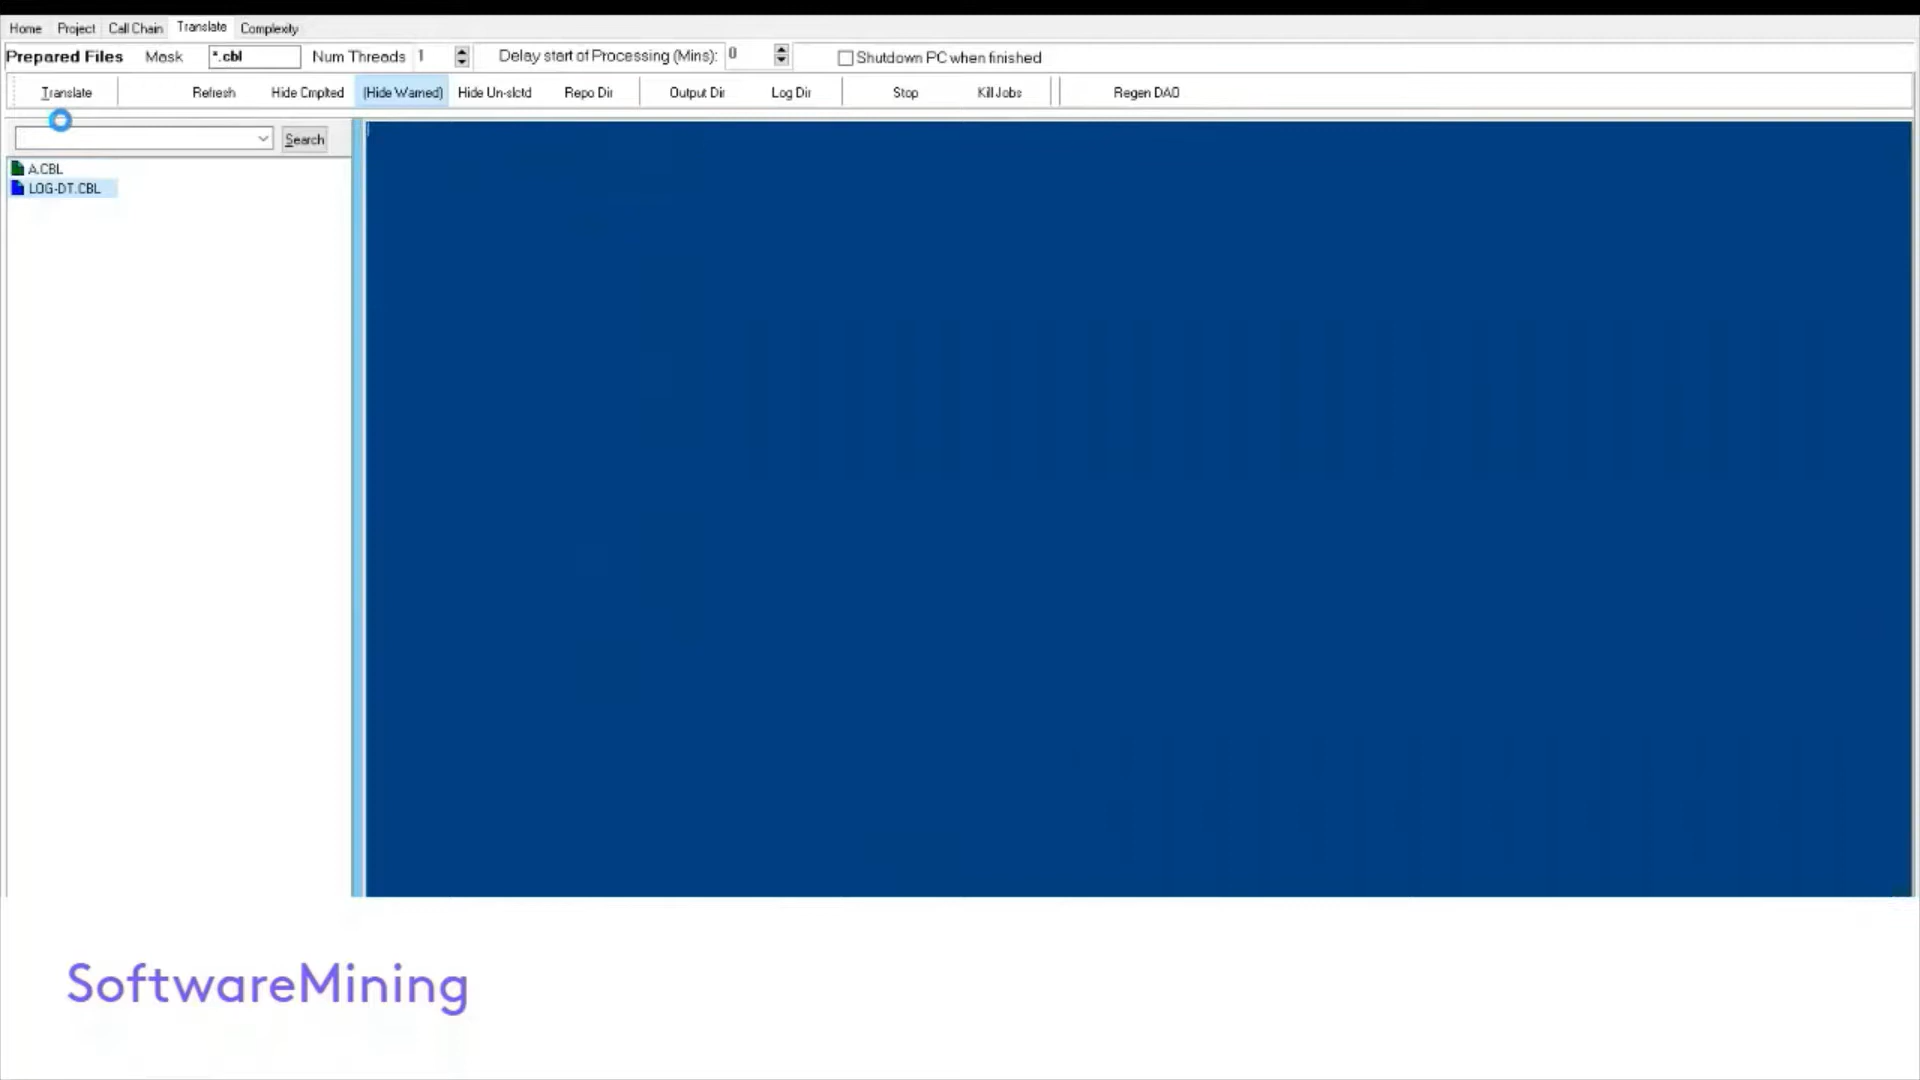 Home Project Call Chain Translate Complexity
Prepared Files Mask *.cbl Num Threads 1 Delay start of Processing (Mins): 0 Shutdown PC when finished
Translate Refresh Hide Cmplted (Hide Warned) Hide Un-slctd Repo Dir Output Dir Log Dir Stop Kill Jobs Regen DAO
Search
A.CBL
LOG-DT.CBL
SoftwareMining